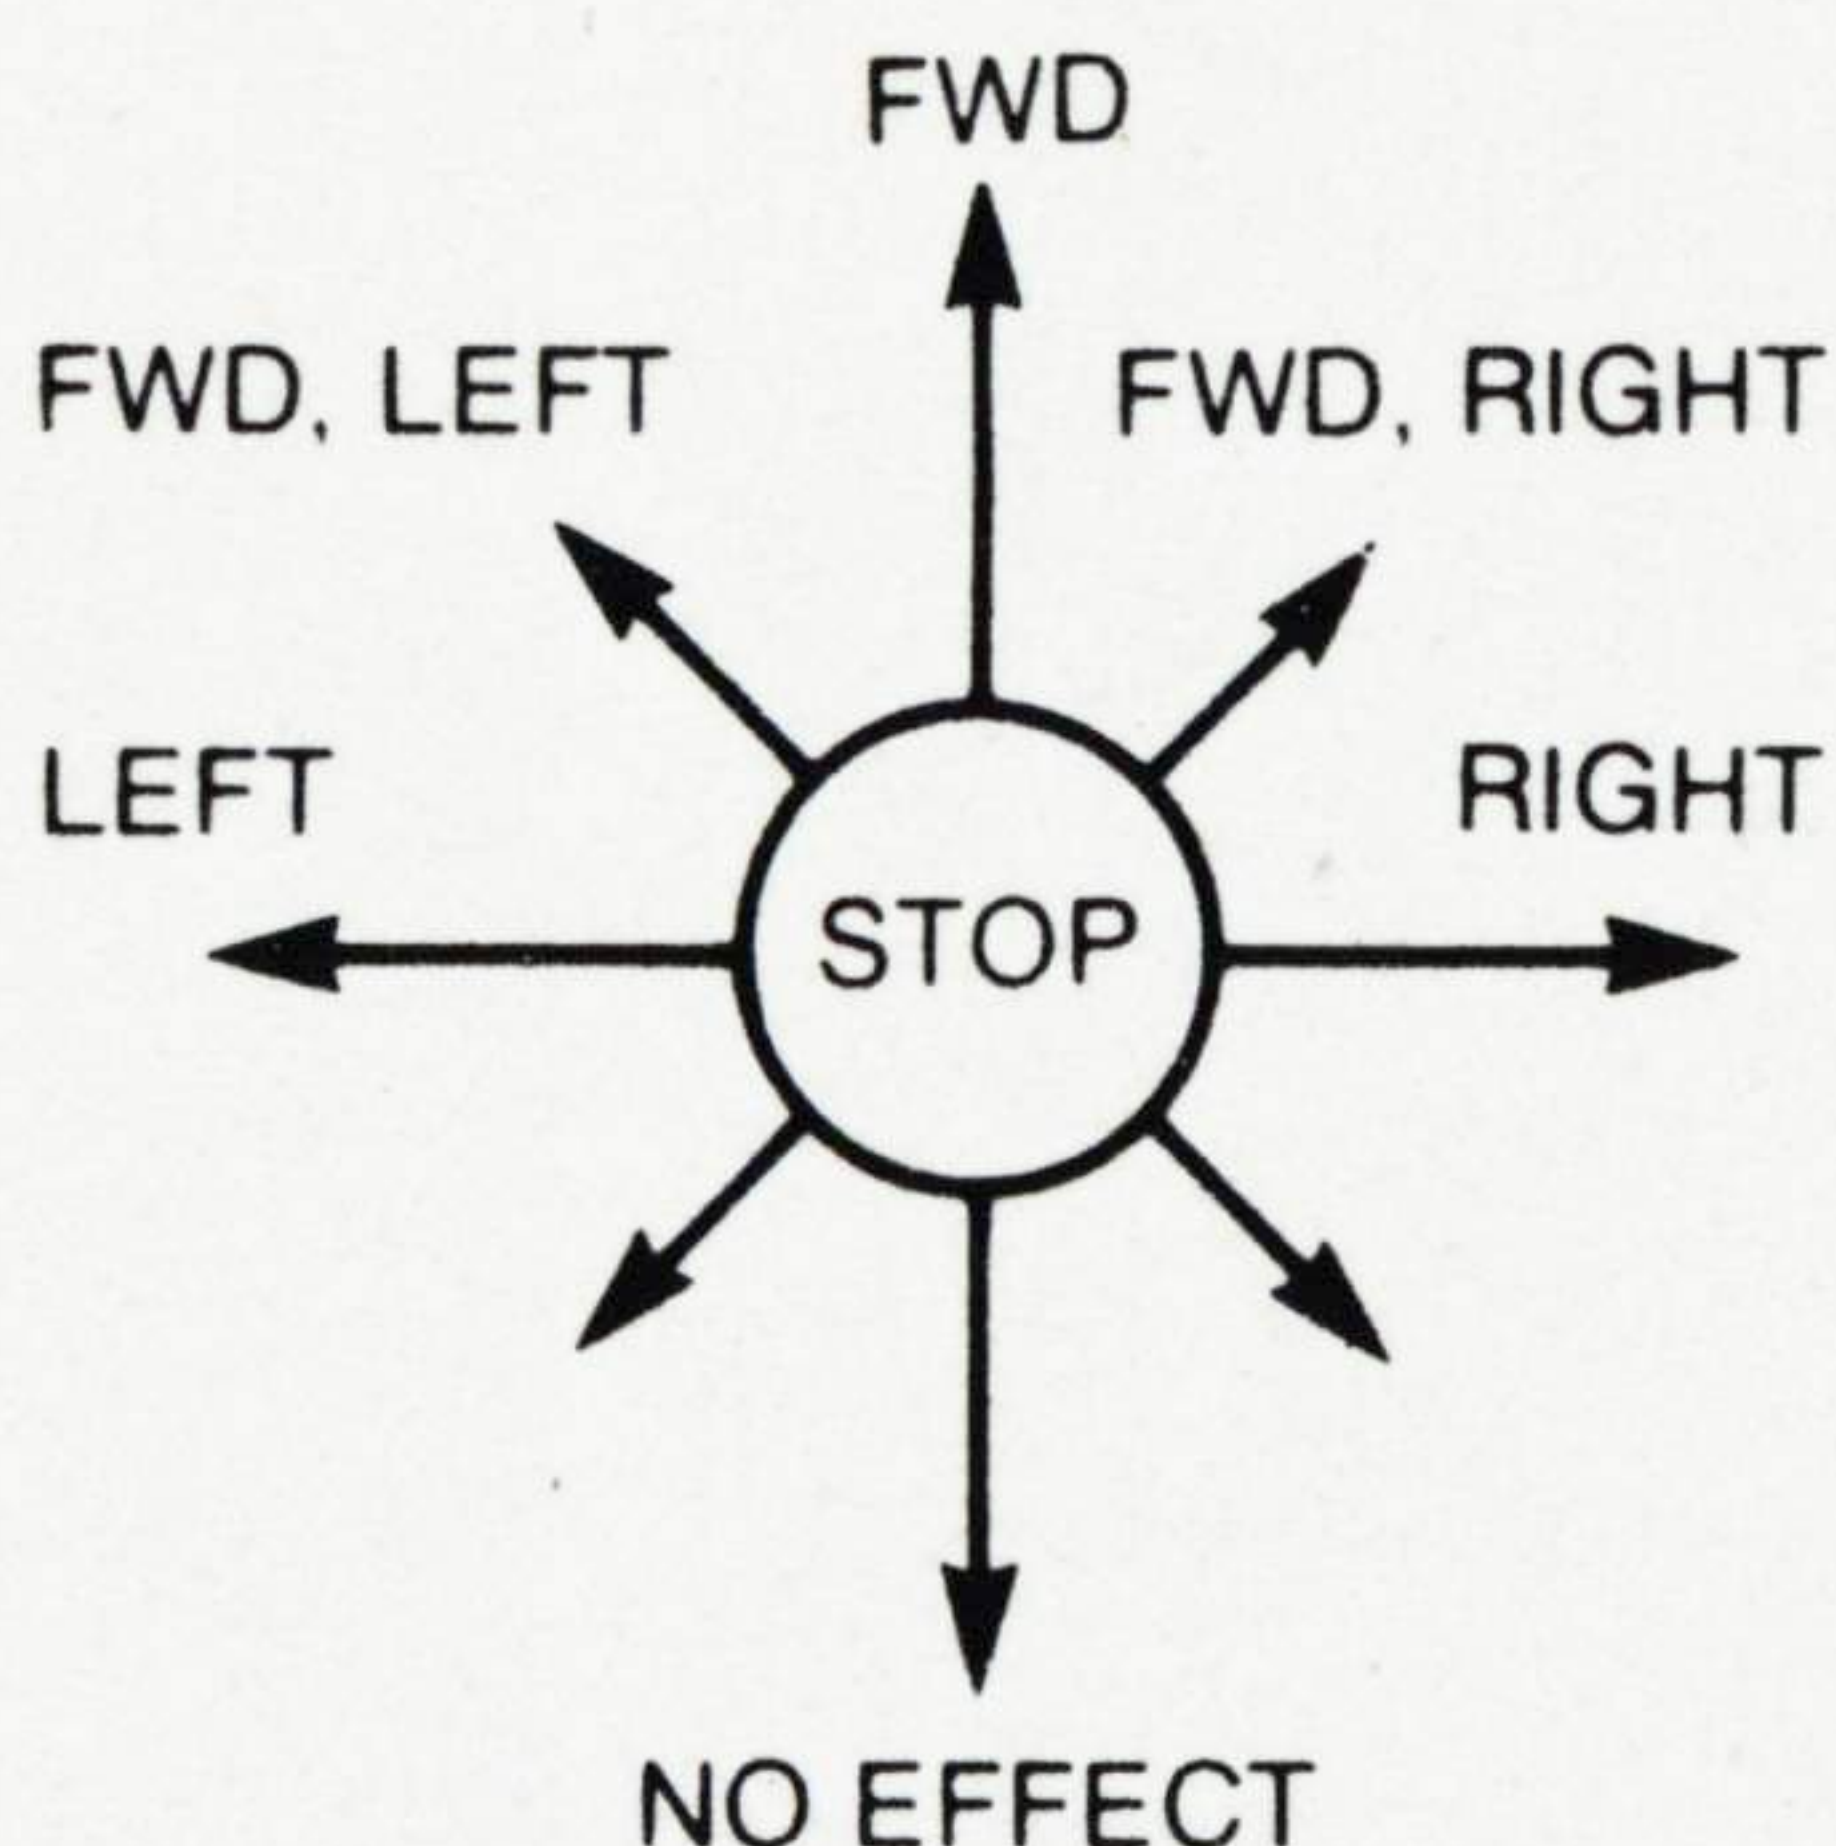 FWD
FWD, LEFT
FWD, RIGHT
LEFT
RIGHT
STOP
NO EFFECT